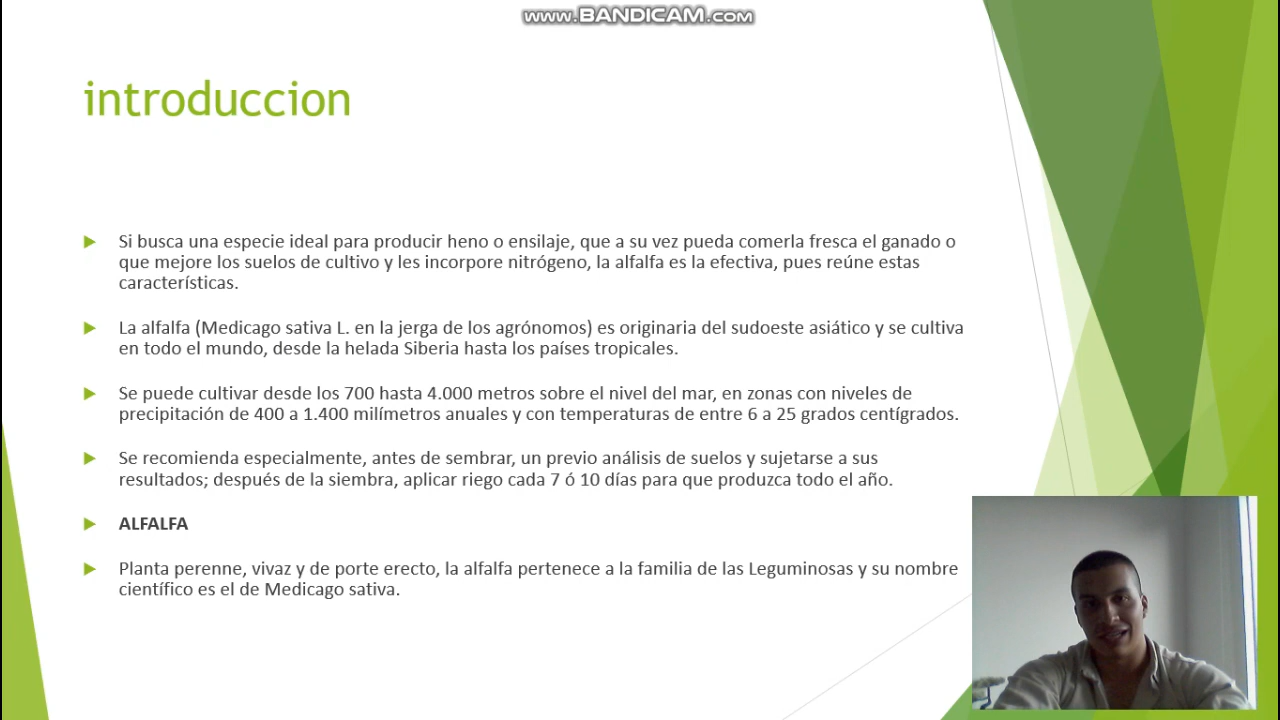 www.BANDICAM.COM
introduccion
Si busca una especie ideal para producir heno o ensilaje, que a su vez pueda comerla fresca el ganado o
que mejore los suelos de cultivo y les incorpore nitrógeno, la alfalfa es la efectiva, pues reúne estas
características.
La alfalfa (Medicago sativa L. en la jerga de los agrónomos) es originaria del sudoeste asiático y se cultiva
en todo el mundo, desde la helada Siberia hasta los países tropicales.
Se puede cultivar desde los 700 hasta 4.000 metros sobre el nivel del mar, en zonas con niveles de
precipitación de 400 a 1.400 milímetros anuales y con temperaturas de entre 6 a 25 grados centígrados.
Se recomienda especialmente, antes de sembrar, un previo análisis de suelos y sujetarse a sus
resultados; después de la siembra, aplicar riego cada 7 ó 10 días para que produzca todo el año.
ALFALFA
Planta perenne, vivaz y de porte erecto, la alfalfa pertenece a la familia de las Leguminosas y su nombre
científico es el de Medicago sativa.